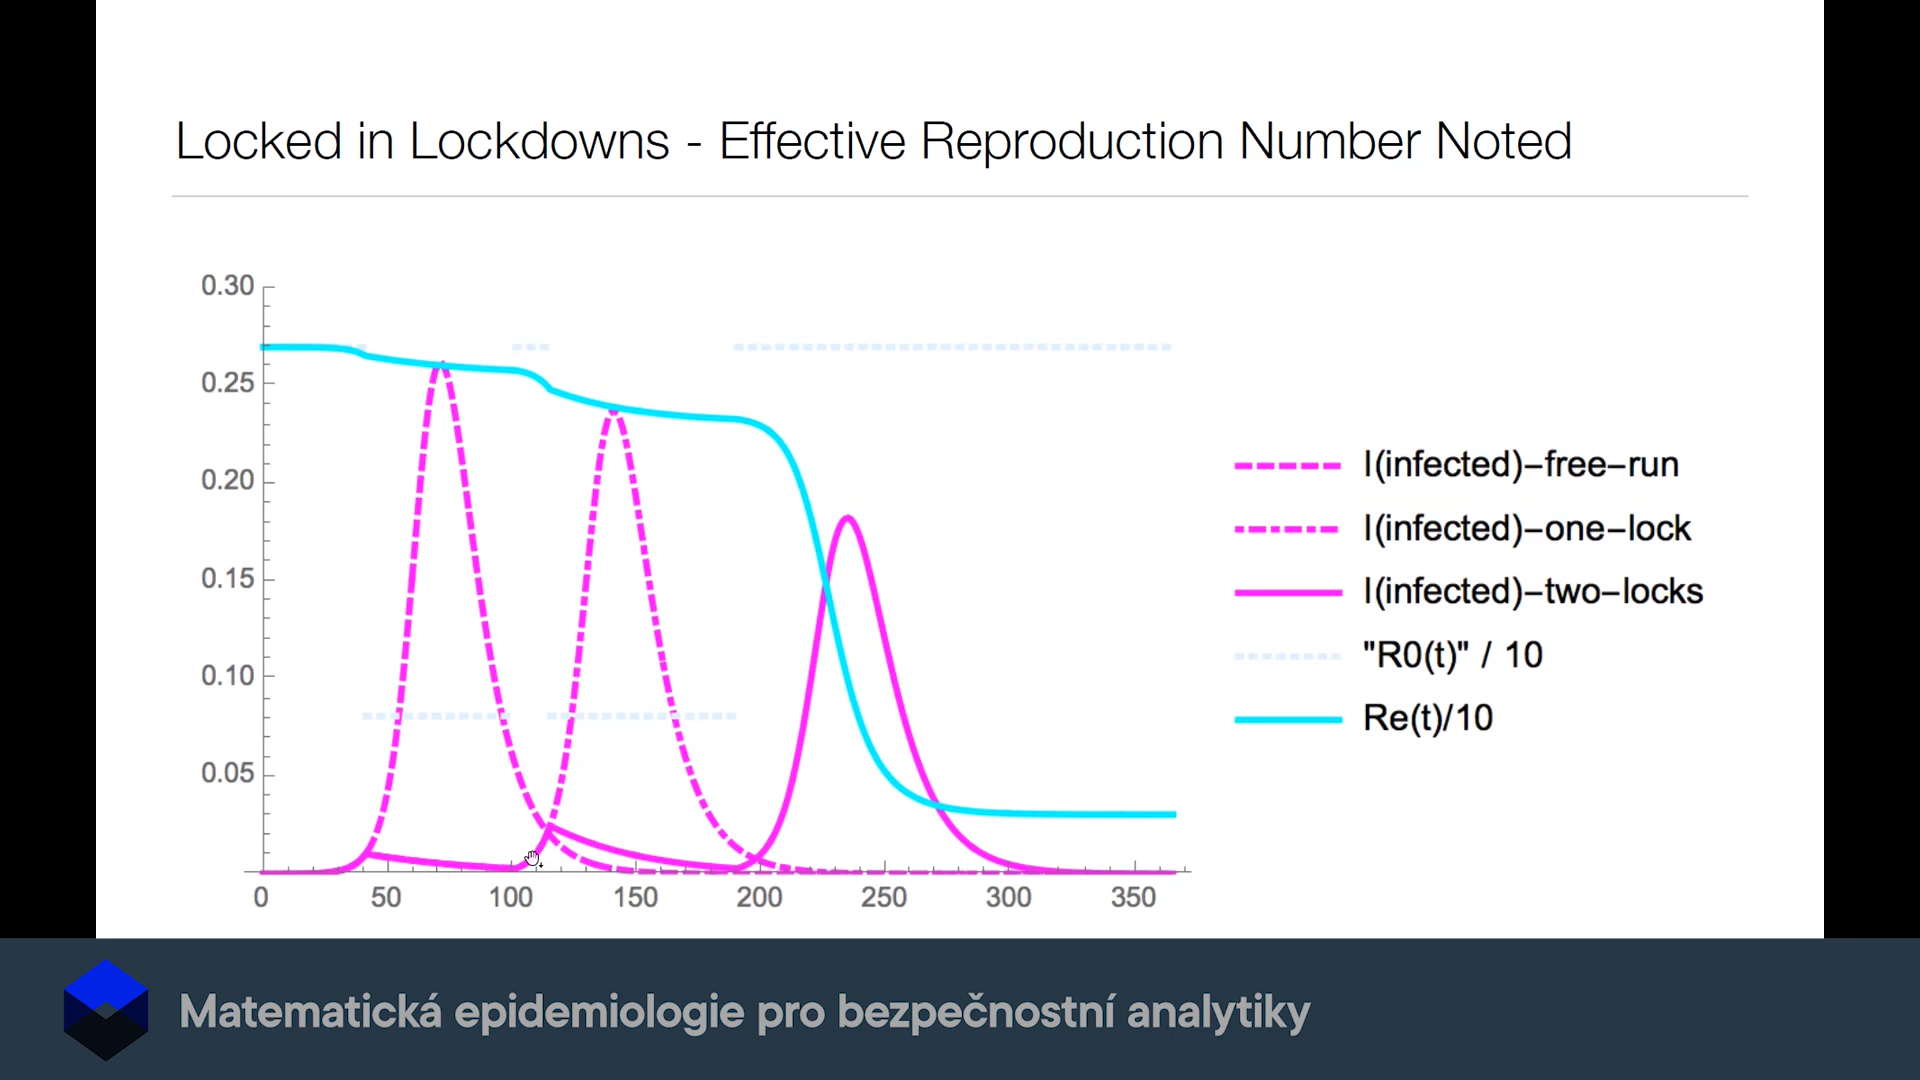 Locked in Lockdowns - Effective Reproduction Number Noted
0.30
0.25
0.20
0.15
0.10
0.05
0 50 100 150 200 250 300 350
I(infected)−free−run
I(infected)−one−lock
I(infected)−two−locks
"R0(t)" / 10
Re(t)/10
Matematická epidemiologie pro bezpečnostní analytiky